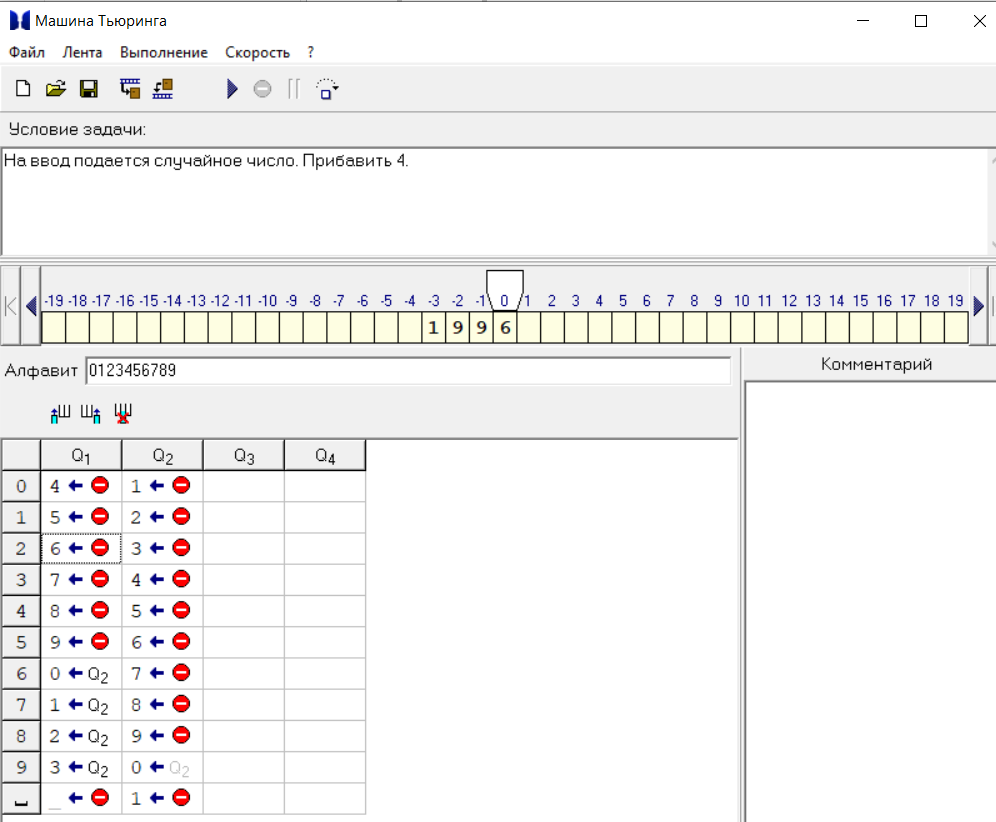 Машина Тьюринга
Файл Лента Выполнение Скорость ?
Условие задачи:
На ввод подается случайное число. Прибавить 4.
-19 -18 -17 -16 -15 -14 -13 -12 -11 -10 -9 -8 -7 -6 -5 -4 -3 -2 -1 0 1 2 3 4 5 6 7 8 9 10 11 12 13 14 15 16 17 18 19
1 9 9 6
Алфавит 0123456789
Комментарий
Q1 Q2 Q3 Q4
0 4 ← 1 ←
1 5 ← 2 ←
2 6 ← 3 ←
3 7 ← 4 ←
4 8 ← 5 ←
5 9 ← 6 ←
6 0 ← Q2 7 ←
7 1 ← Q2 8 ←
8 2 ← Q2 9 ←
9 3 ← Q2 0 ← Q2
_ ← 1 ←